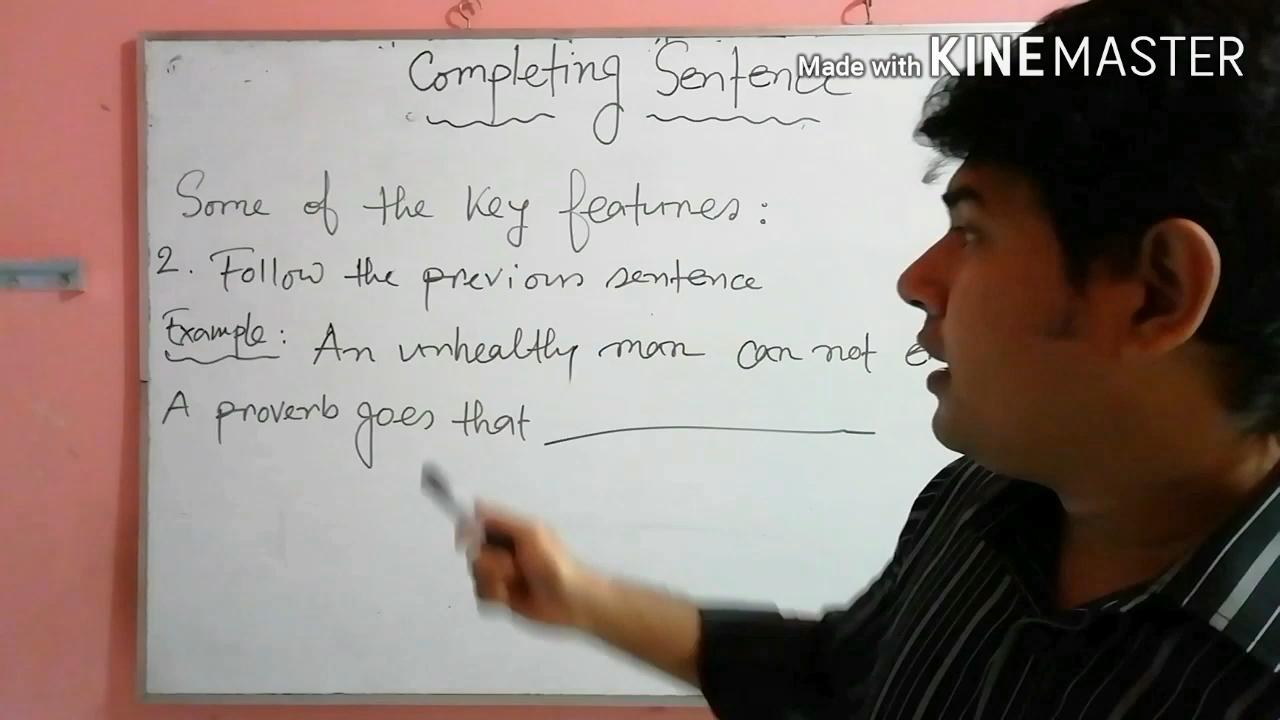 Completing Sentence
Made with KINEMASTER
Some of the key features:
2. Follow the previous sentence
Example: An unhealthy man can not
A proverb goes that